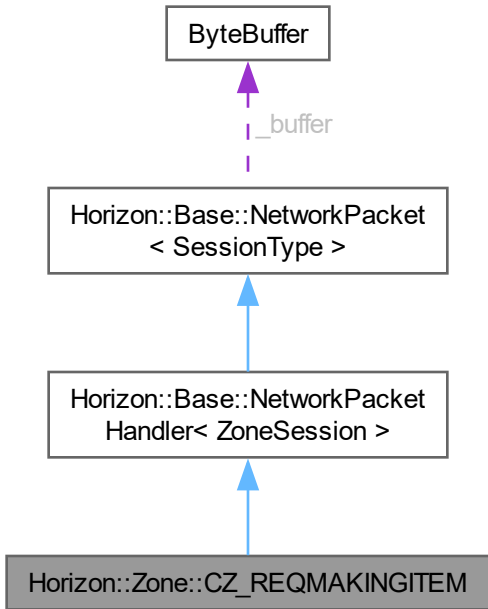 ByteBuffer
_buffer
Horizon::Base::NetworkPacket
< SessionType >
Horizon::Base::NetworkPacket
Handler< ZoneSession >
Horizon::Zone::CZ_REQMAKINGITEM